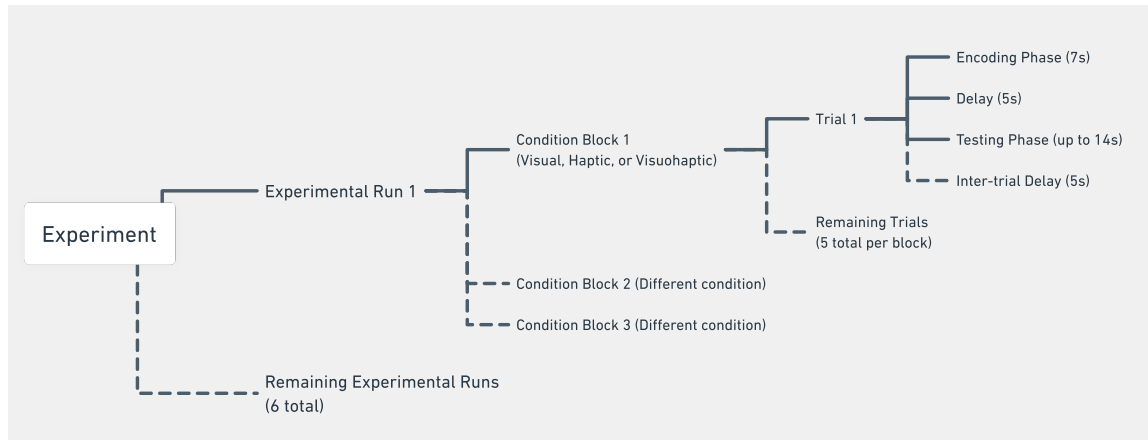 Experiment
Experimental Run 1
Condition Block 1
(Visual, Haptic, or Visuohaptic)
Trial 1
Encoding Phase (7s)
Delay (5s)
Testing Phase (up to 14s)
Inter-trial Delay (5s)
Remaining Trials
(5 total per block)
Condition Block 2 (Different condition)
Condition Block 3 (Different condition)
Remaining Experimental Runs
(6 total)